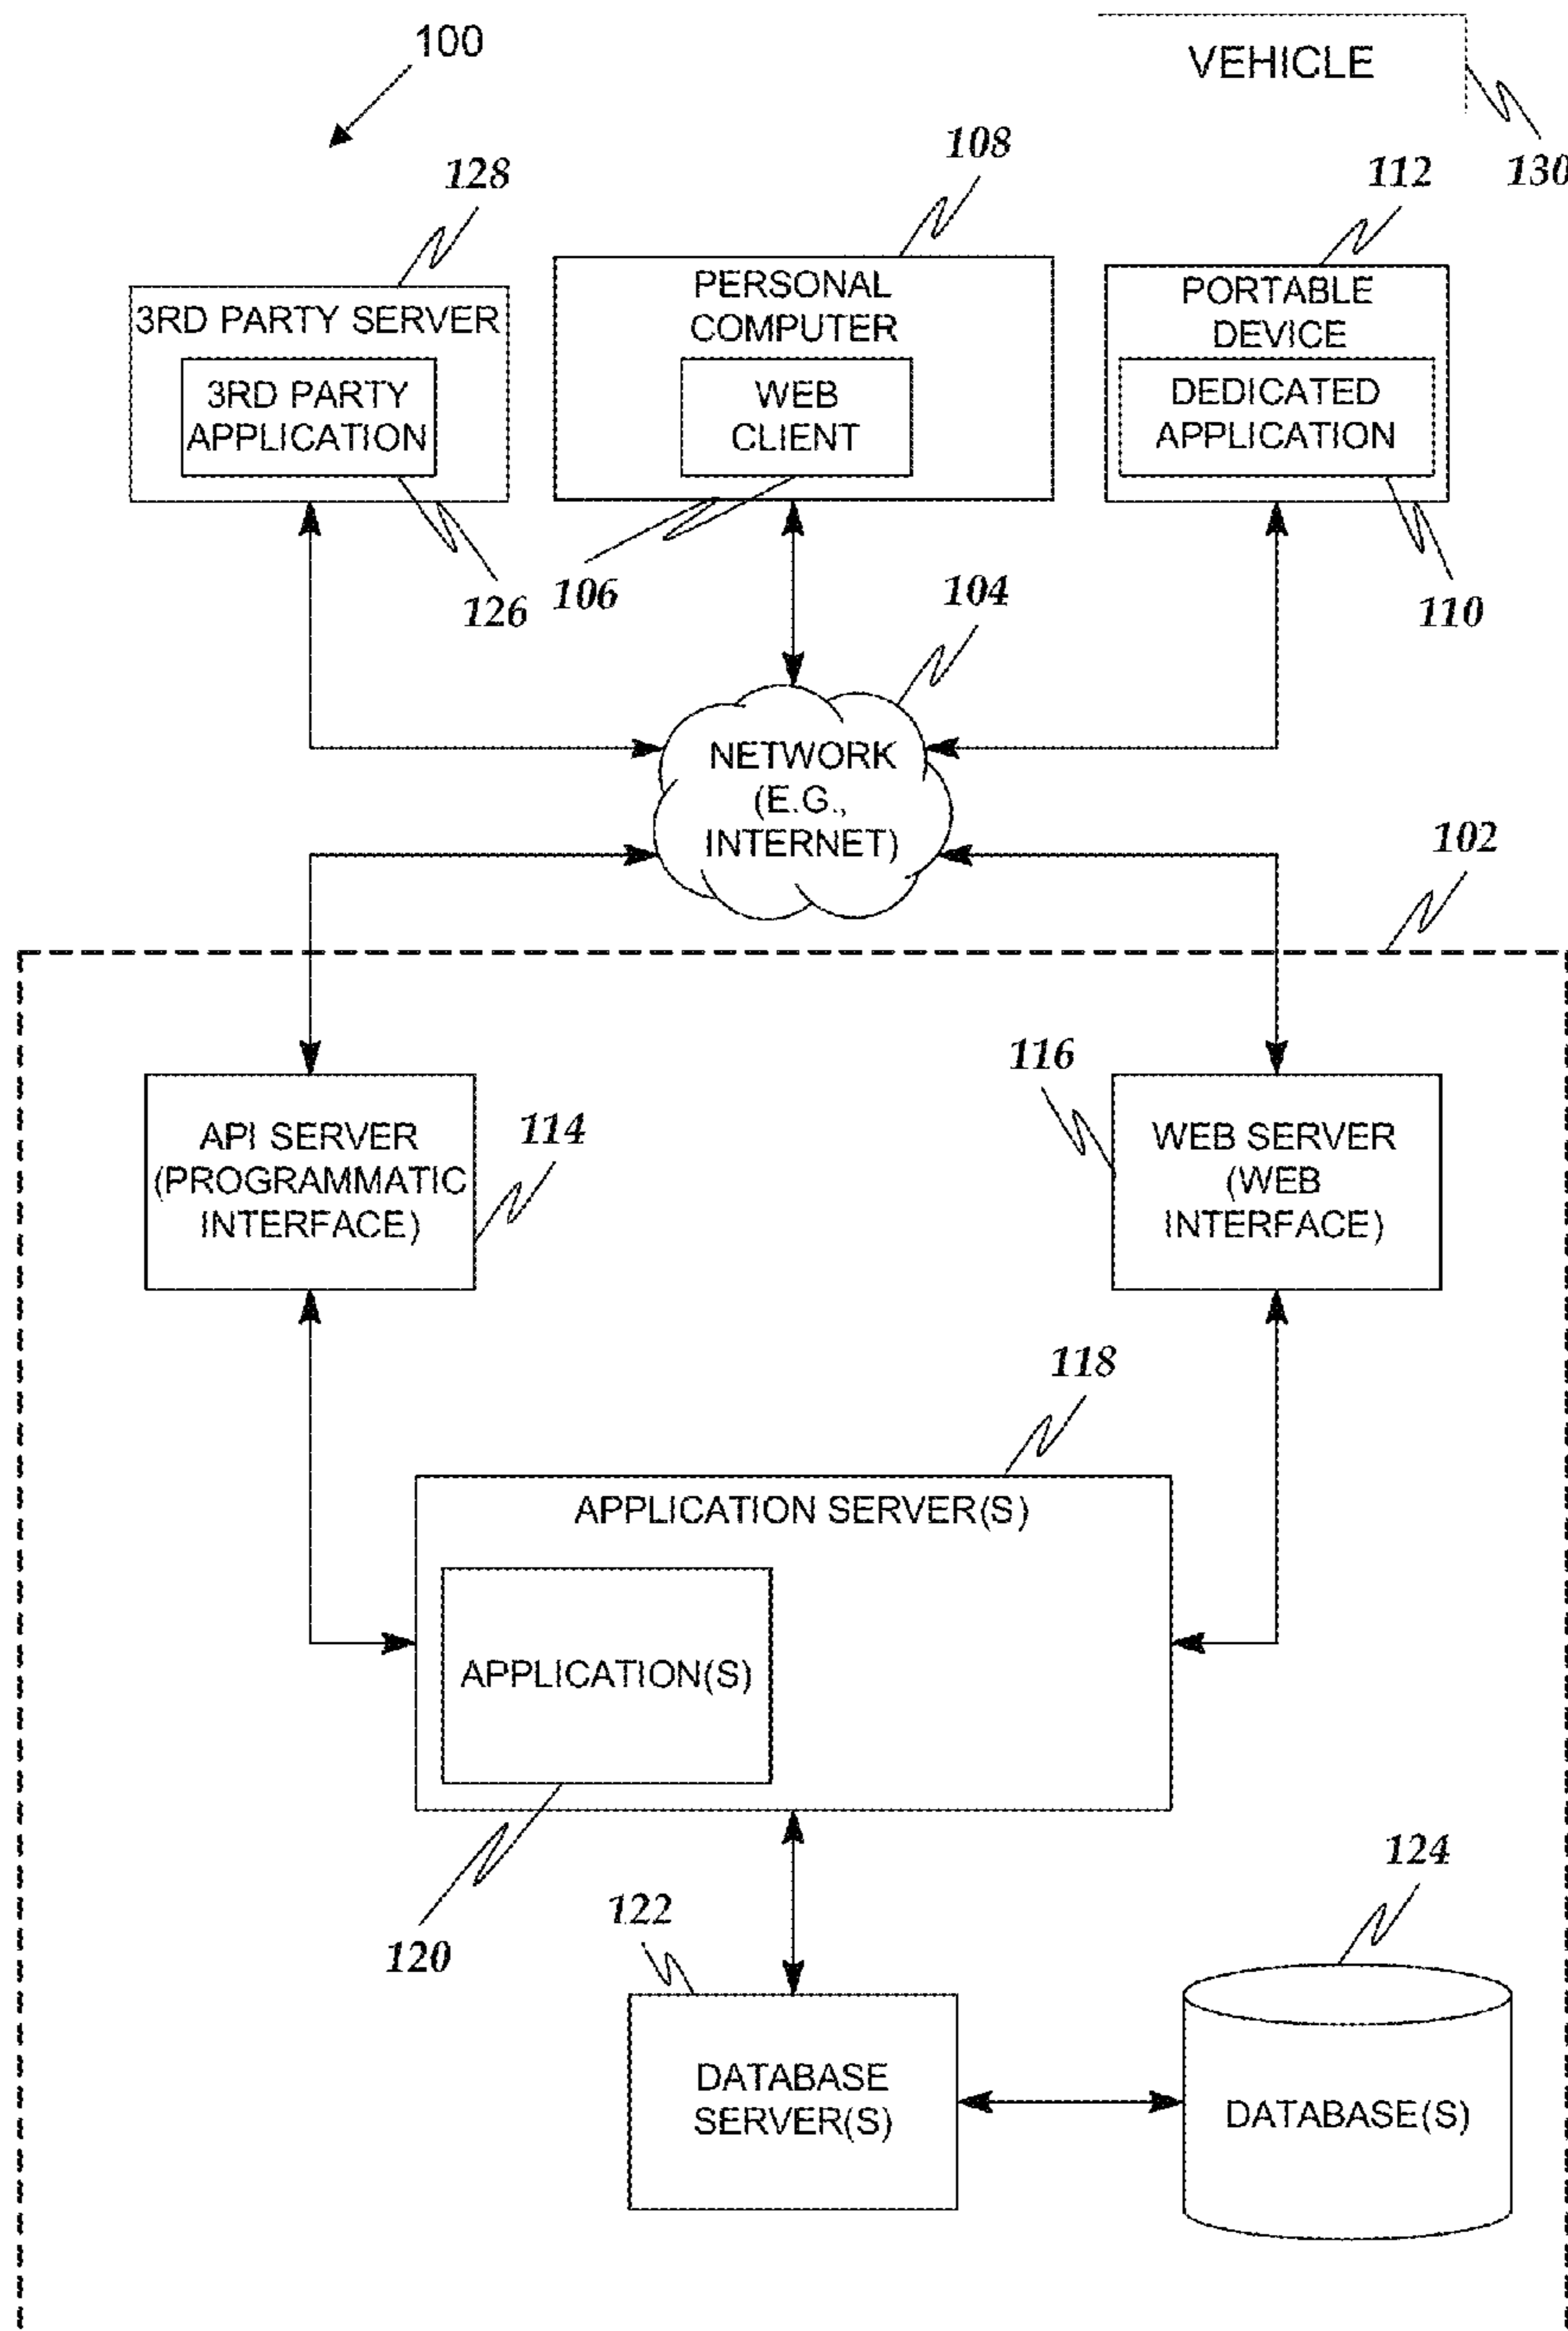 100
VEHICLE
130
128
108
112
3RD PARTY SERVER
3RD PARTY
APPLICATION
PERSONAL
COMPUTER
WEB
CLIENT
PORTABLE
DEVICE
DEDICATED
APPLICATION
126
106
104
110
NETWORK
(E.G.,
INTERNET)
102
API SERVER
(PROGRAMMATIC
INTERFACE)
114
116
WEB SERVER
(WEB
INTERFACE)
118
APPLICATION SERVER(S)
APPLICATION(S)
120
122
124
DATABASE
SERVER(S)
DATABASE(S)